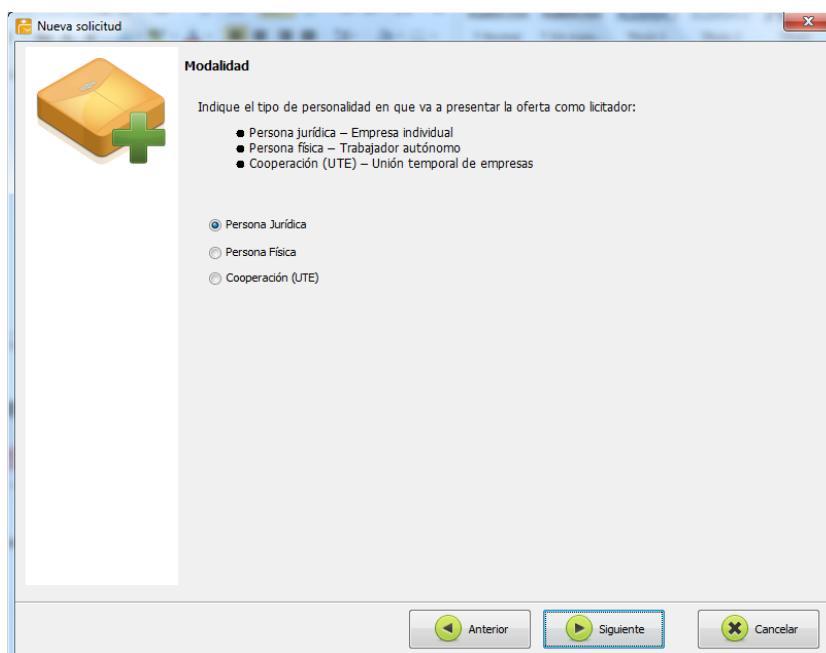 Nueva solicitud
Modalidad
Indique el tipo de personalidad en que va a presentar la oferta como licitador:
● Persona jurídica – Empresa individual
● Persona física – Trabajador autónomo
● Cooperación (UTE) – Unión temporal de empresas
Persona Jurídica
Persona Física
Cooperación (UTE)
Anterior
Siguiente
Cancelar